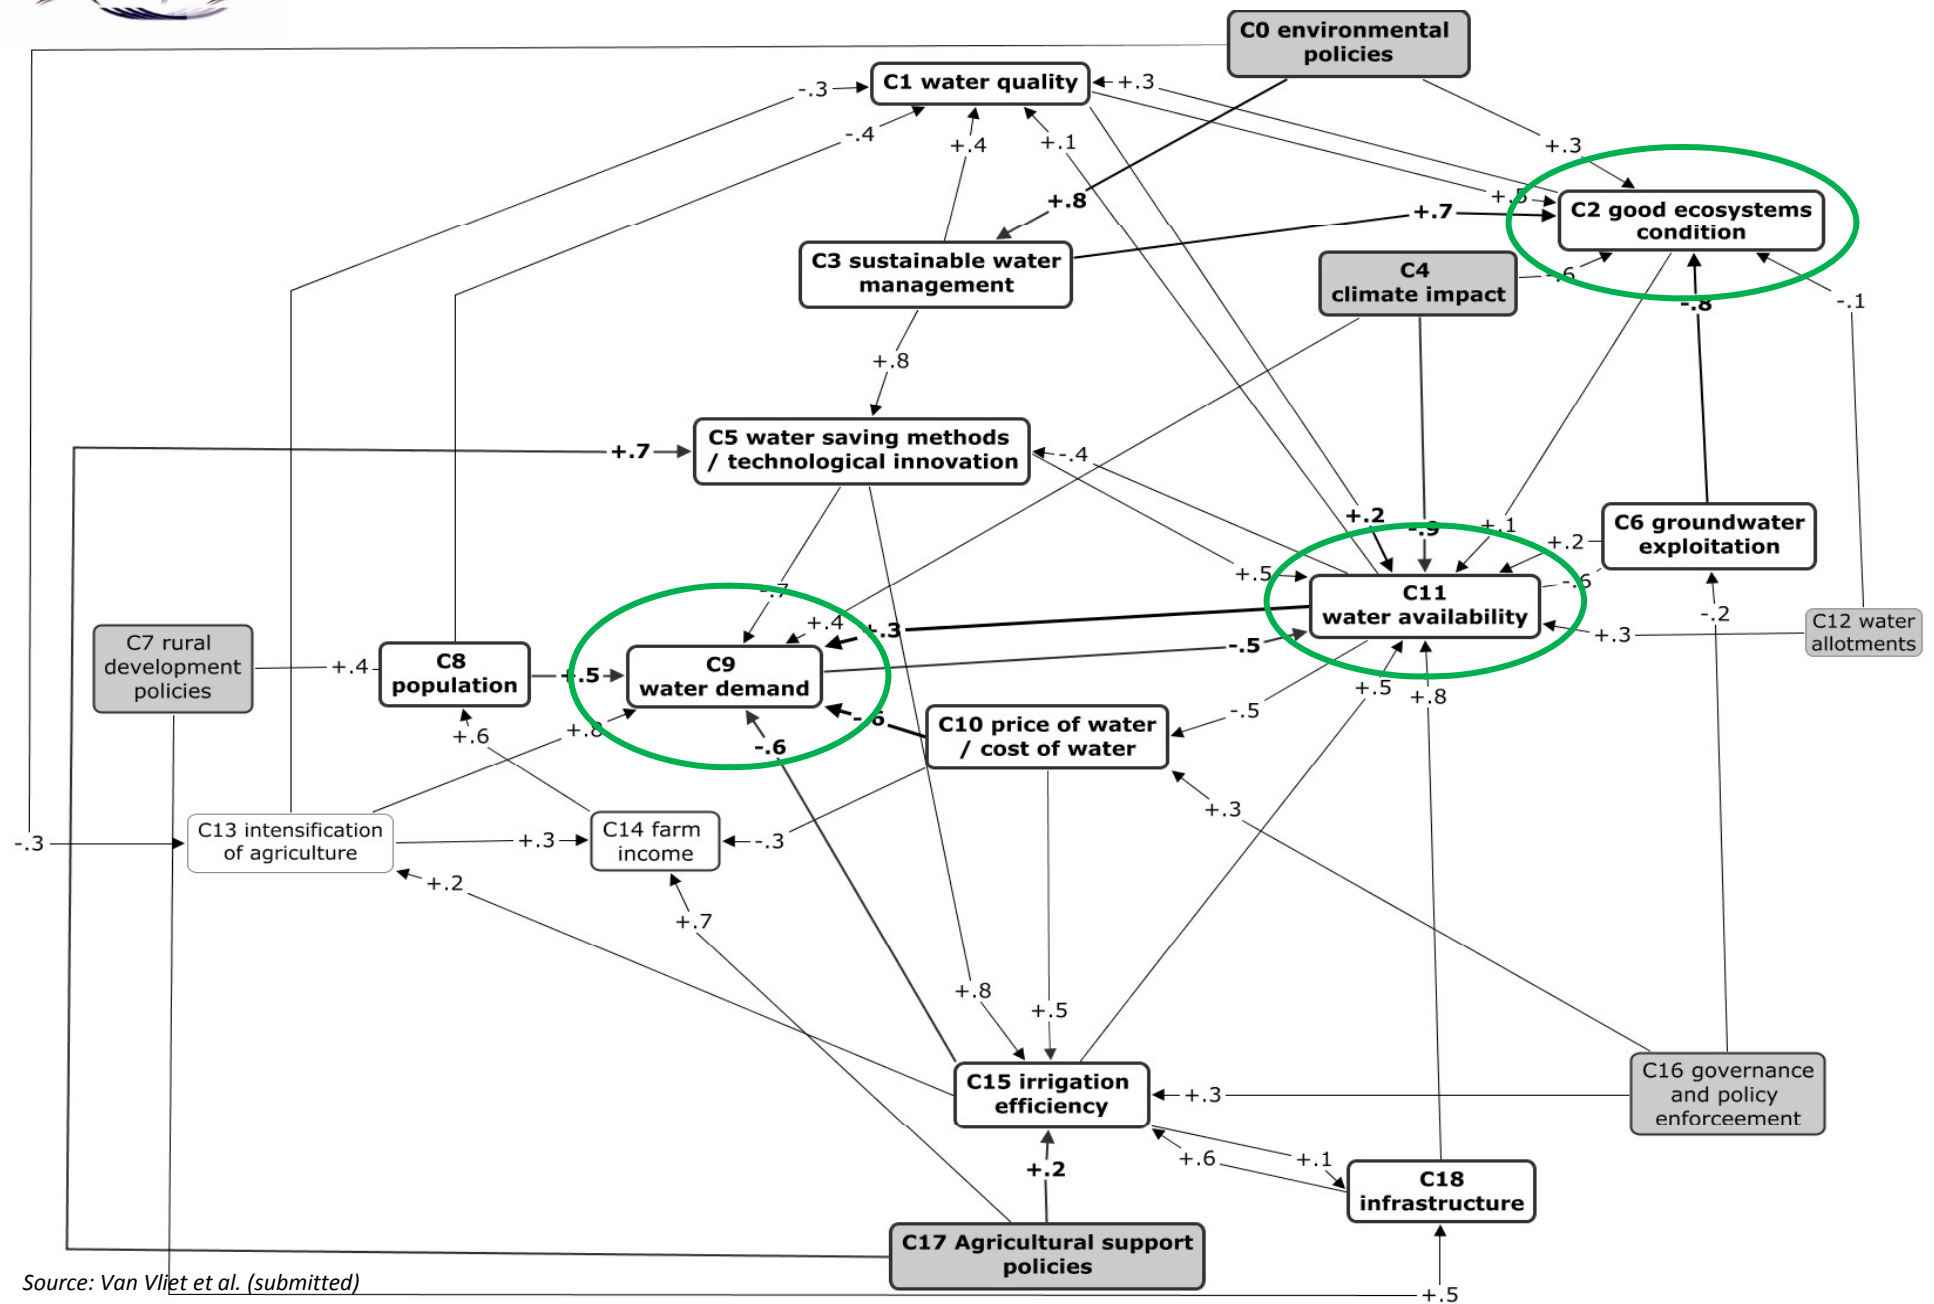 C0 environmental
policies
C1 water quality
+.3
-.3
-.4
+.4
+.1
+.3
+.5
+.8
+.7
C2 good ecosystems
condition
C3 sustainable water
management
C4
climate impact
-.6
-.8
-.1
+.8
C5 water saving methods
/ technological innovation
+.7
-.4
+.2
-.9
+.1
+.2
C6 groundwater
exploitation
+.5
-.6
C11
water availability
-.7
+.4
+.3
-.2
C12 water
allotments
+.3
C7 rural
development
policies
+.4
C8
population
+.5
C9
water demand
-.5
+.5
+.8
-.5
-.6
C10 price of water
/ cost of water
+.6
+.8
-.6
+.3
-.3
C13 intensification
of agriculture
+.3
C14 farm
income
-.3
+.2
+.7
+.8
+.5
C15 irrigation
efficiency
+.3
C16 governance
and policy
enforceement
+.2
+.6
+.1
C18
infrastructure
C17 Agricultural support
policies
Source: Van Vliet et al. (submitted)
+.5